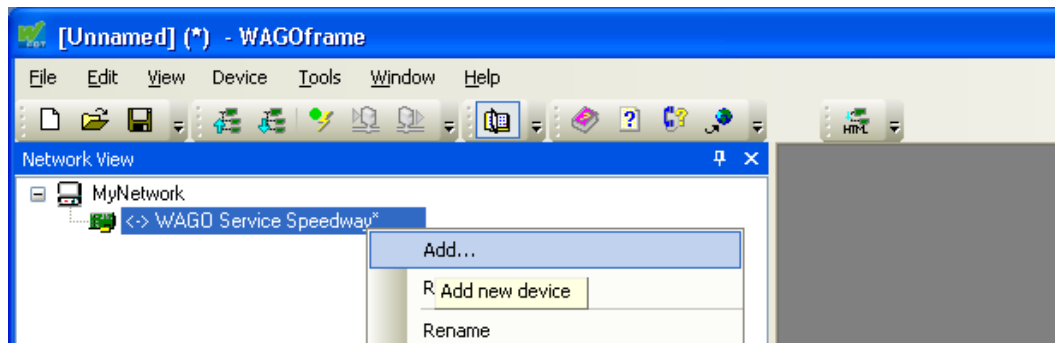 [Unnamed] (*) - WAGOframe
File Edit View Device Tools Window Help
HTML
Network View
MyNetwork
<-> WAGO Service Speedway*
Add...
R
Add new device
Rename